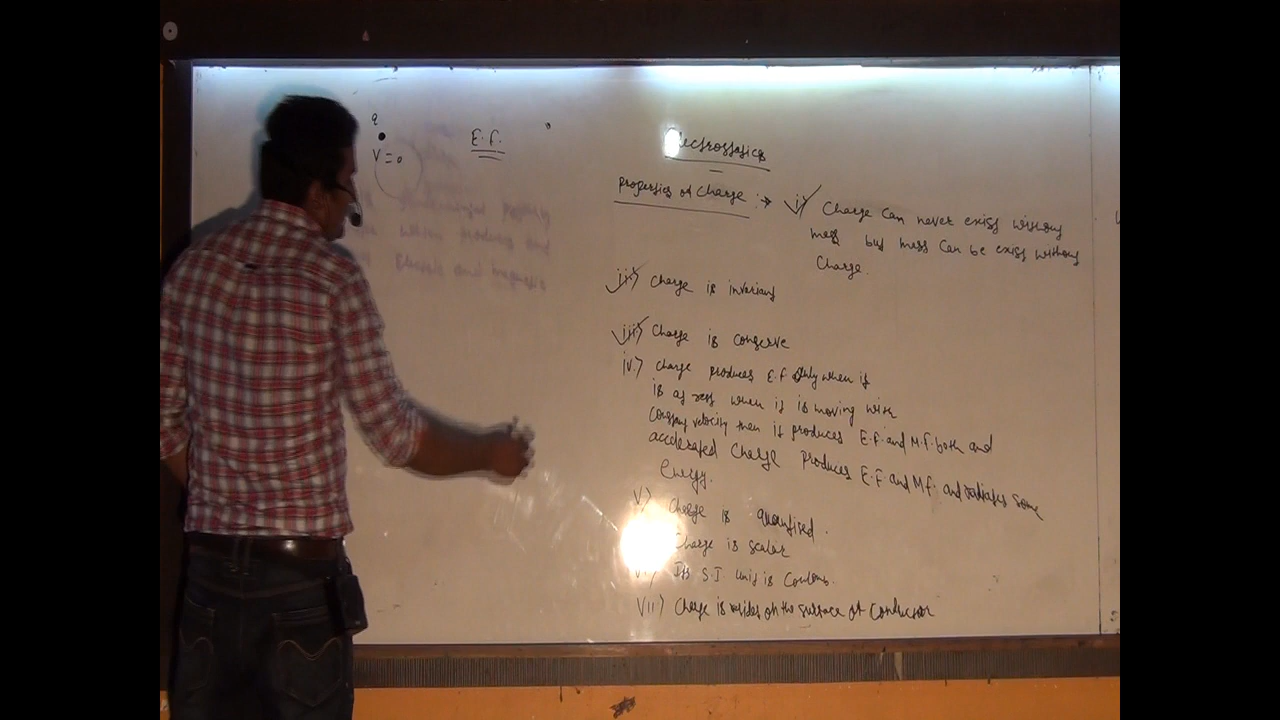 q
V = 0
E.f.
Electrostatics
properties of Charge :→ i) Charge Can never exist without
mass but mass Can be exist without
Charge.
ii) Charge is invariant
iii) Charge is conserve
iv.) Charge produces E.f. Only when it
is at rest when it is moving with
Constant velocity then it produces E.f. and M.f. both and
accelerated Charge produces E.F and M.f. and radiates some
Energy.
v) Charge is quantised.
Charge is scalar
Its S.I. Unit is Coulomb.
vii) Charge is resides on the surface of Conductor